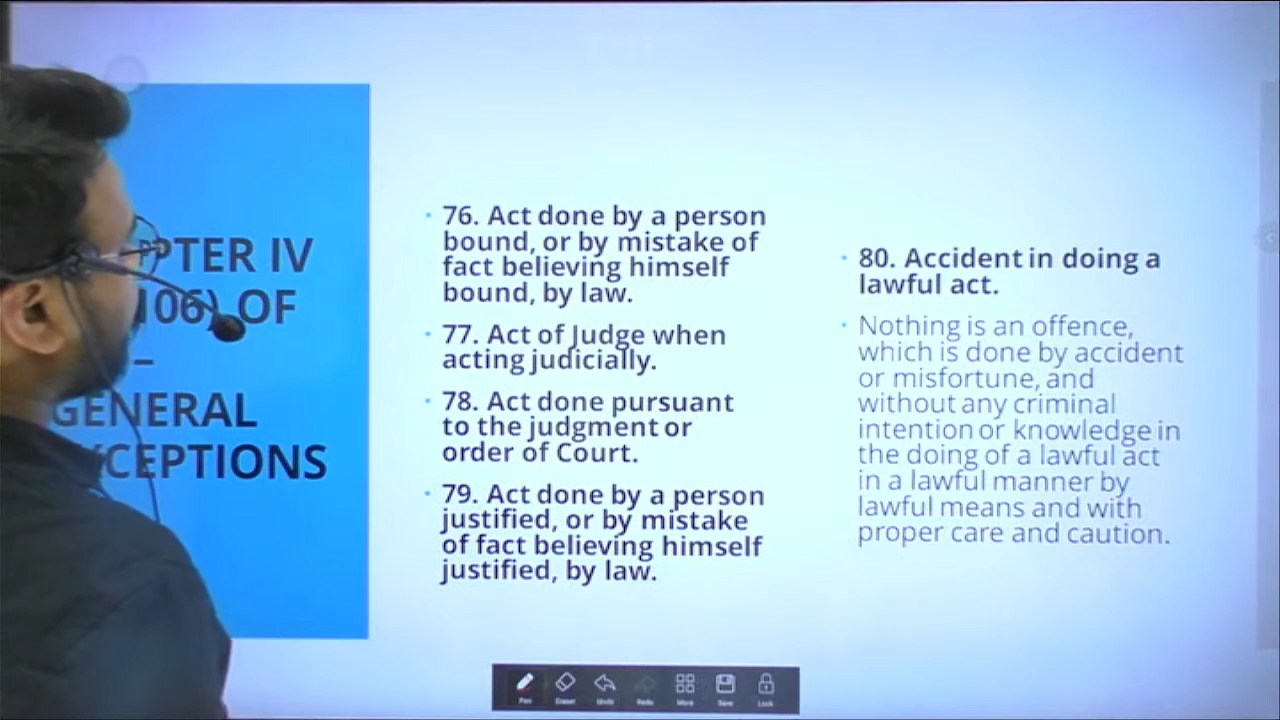 PTER IV
106) OF
–
GENERAL
CEPTIONS
76. Act done by a person
bound, or by mistake of
fact believing himself
bound, by law.
77. Act of Judge when
acting judicially.
78. Act done pursuant
to the judgment or
order of Court.
79. Act done by a person
justified, or by mistake
of fact believing himself
justified, by law.
80. Accident in doing a
lawful act.
Nothing is an offence,
which is done by accident
or misfortune, and
without any criminal
intention or knowledge in
the doing of a lawful act
in a lawful manner by
lawful means and with
proper care and caution.
Pen Eraser Undo Redo More Save Lock